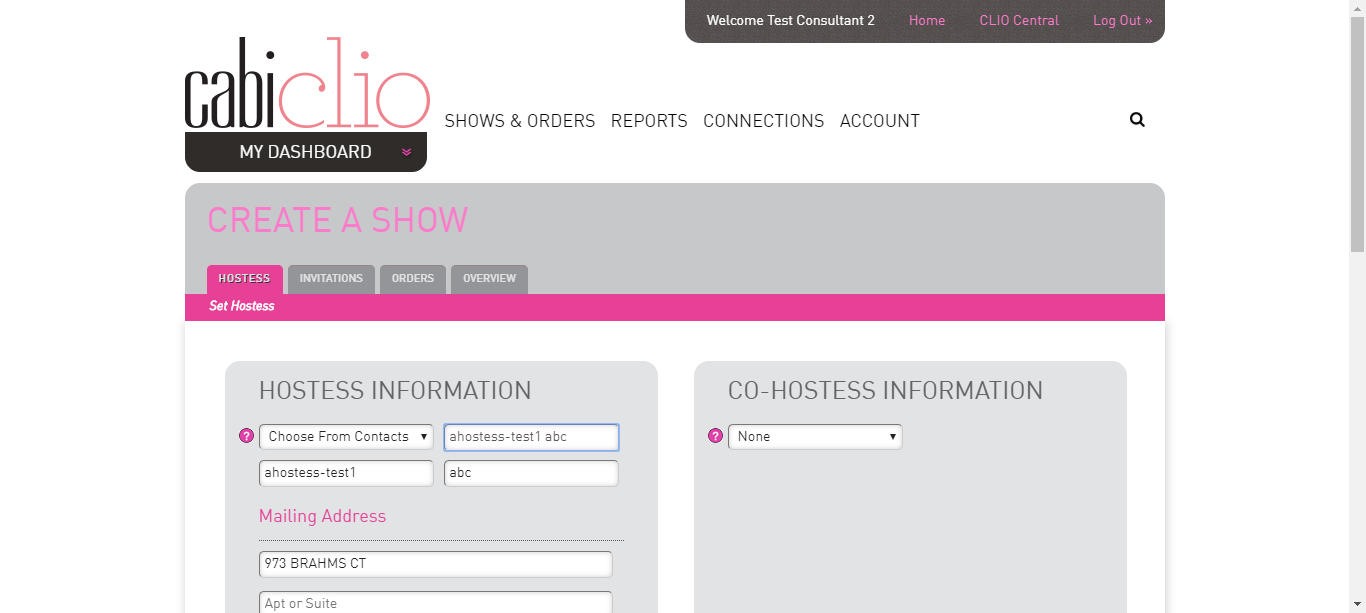 Welcome Test Consultant 2 Home CLIO Central Log Out »
cabiclio
SHOWS & ORDERS REPORTS CONNECTIONS ACCOUNT
MY DASHBOARD
CREATE A SHOW
HOSTESS INVITATIONS ORDERS OVERVIEW
Set Hostess
HOSTESS INFORMATION
? Choose From Contacts ahostess-test1 abc
ahostess-test1 abc
Mailing Address
973 BRAHMS CT
Apt or Suite
CO-HOSTESS INFORMATION
? None